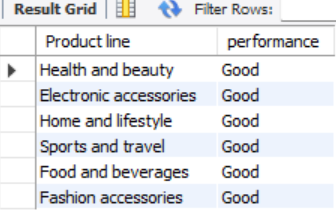 Result Grid Filter Rows:
Product line performance
Health and beauty Good
Electronic accessories Good
Home and lifestyle Good
Sports and travel Good
Food and beverages Good
Fashion accessories Good